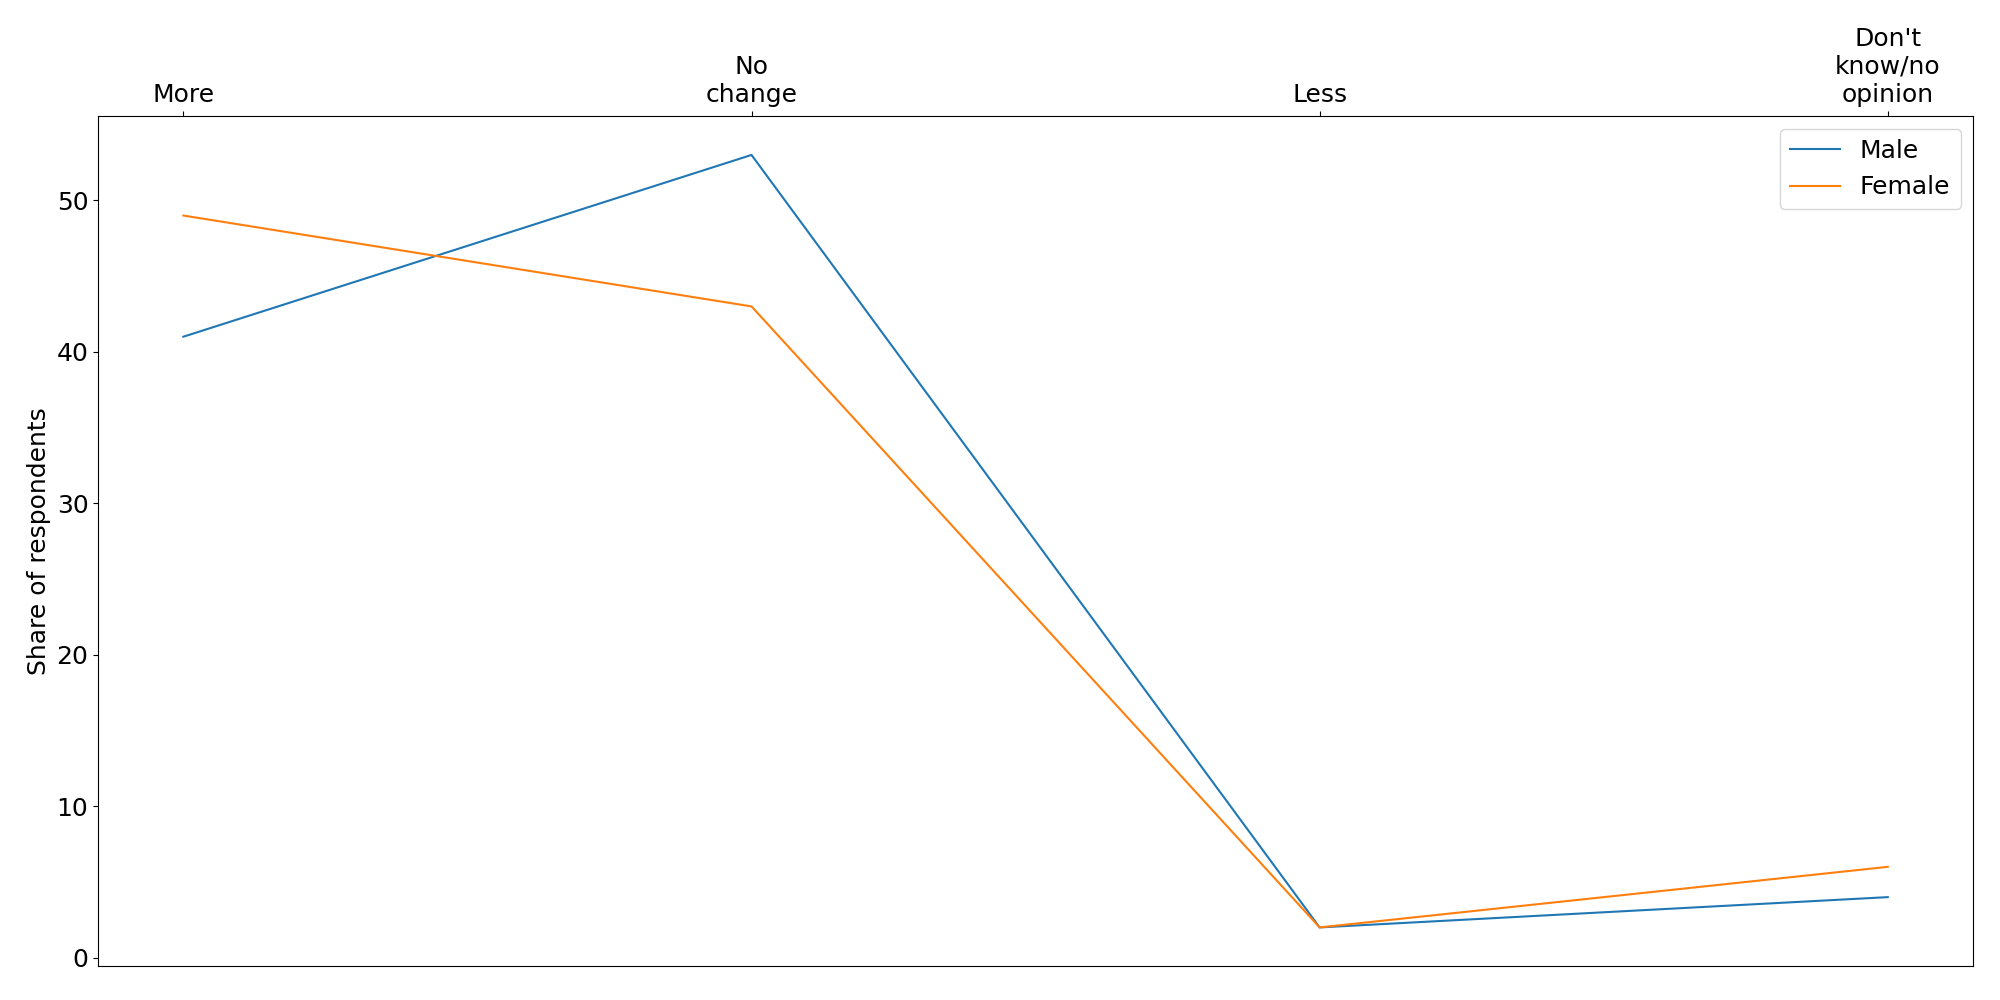 More
No
change
Less
Don't
know/no
opinion
Male
Female
Share of respondents
50
40
30
20
10
0